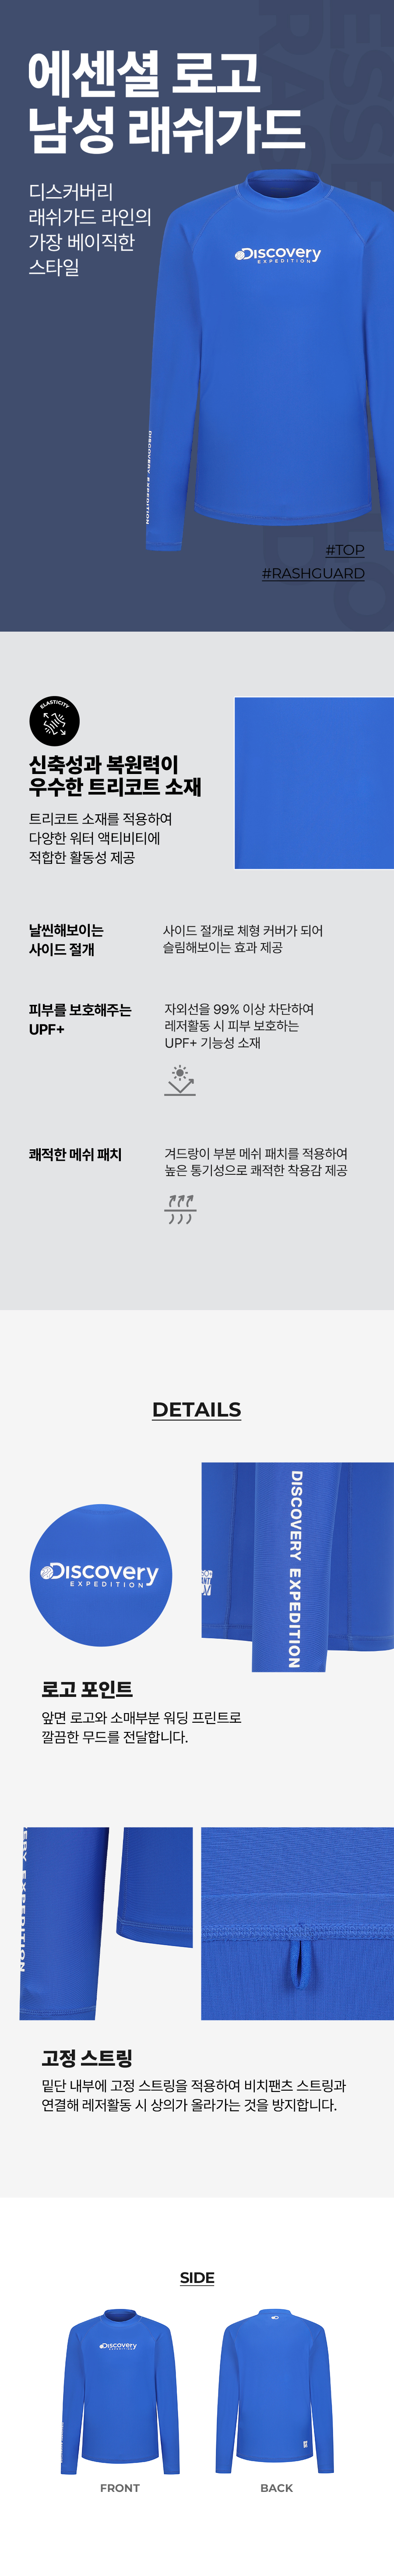 에센셜 로고
남성 래쉬가드
디스커버리
래쉬가드 라인의
가장 베이직한
스타일
Discovery
EXPEDITION
DISCOVERY EXPEDITION
#TOP
#RASHGUARD
ELASTICITY
신축성과 복원력이
우수한 트리코트 소재
트리코트 소재를 적용하여
다양한 워터 액티비티에
적합한 활동성 제공
날씬해보이는
사이드 절개
사이드 절개로 체형 커버가 되어
슬림해보이는 효과 제공
피부를 보호해주는
UPF+
자외선을 99% 이상 차단하여
레저활동 시 피부 보호하는
UPF+ 기능성 소재
쾌적한 메쉬 패치
겨드랑이 부분 메쉬 패치를 적용하여
높은 통기성으로 쾌적한 착용감 제공
DETAILS
Discovery
EXPEDITION
DISCOVERY EXPEDITION
로고 포인트
앞면 로고와 소매부분 워딩 프린트로
깔끔한 무드를 전달합니다.
ERY EXPEDITION
고정 스트링
밑단 내부에 고정 스트링을 적용하여 비치팬츠 스트링과
연결해 레저활동 시 상의가 올라가는 것을 방지합니다.
SIDE
Discovery
FRONT
BACK